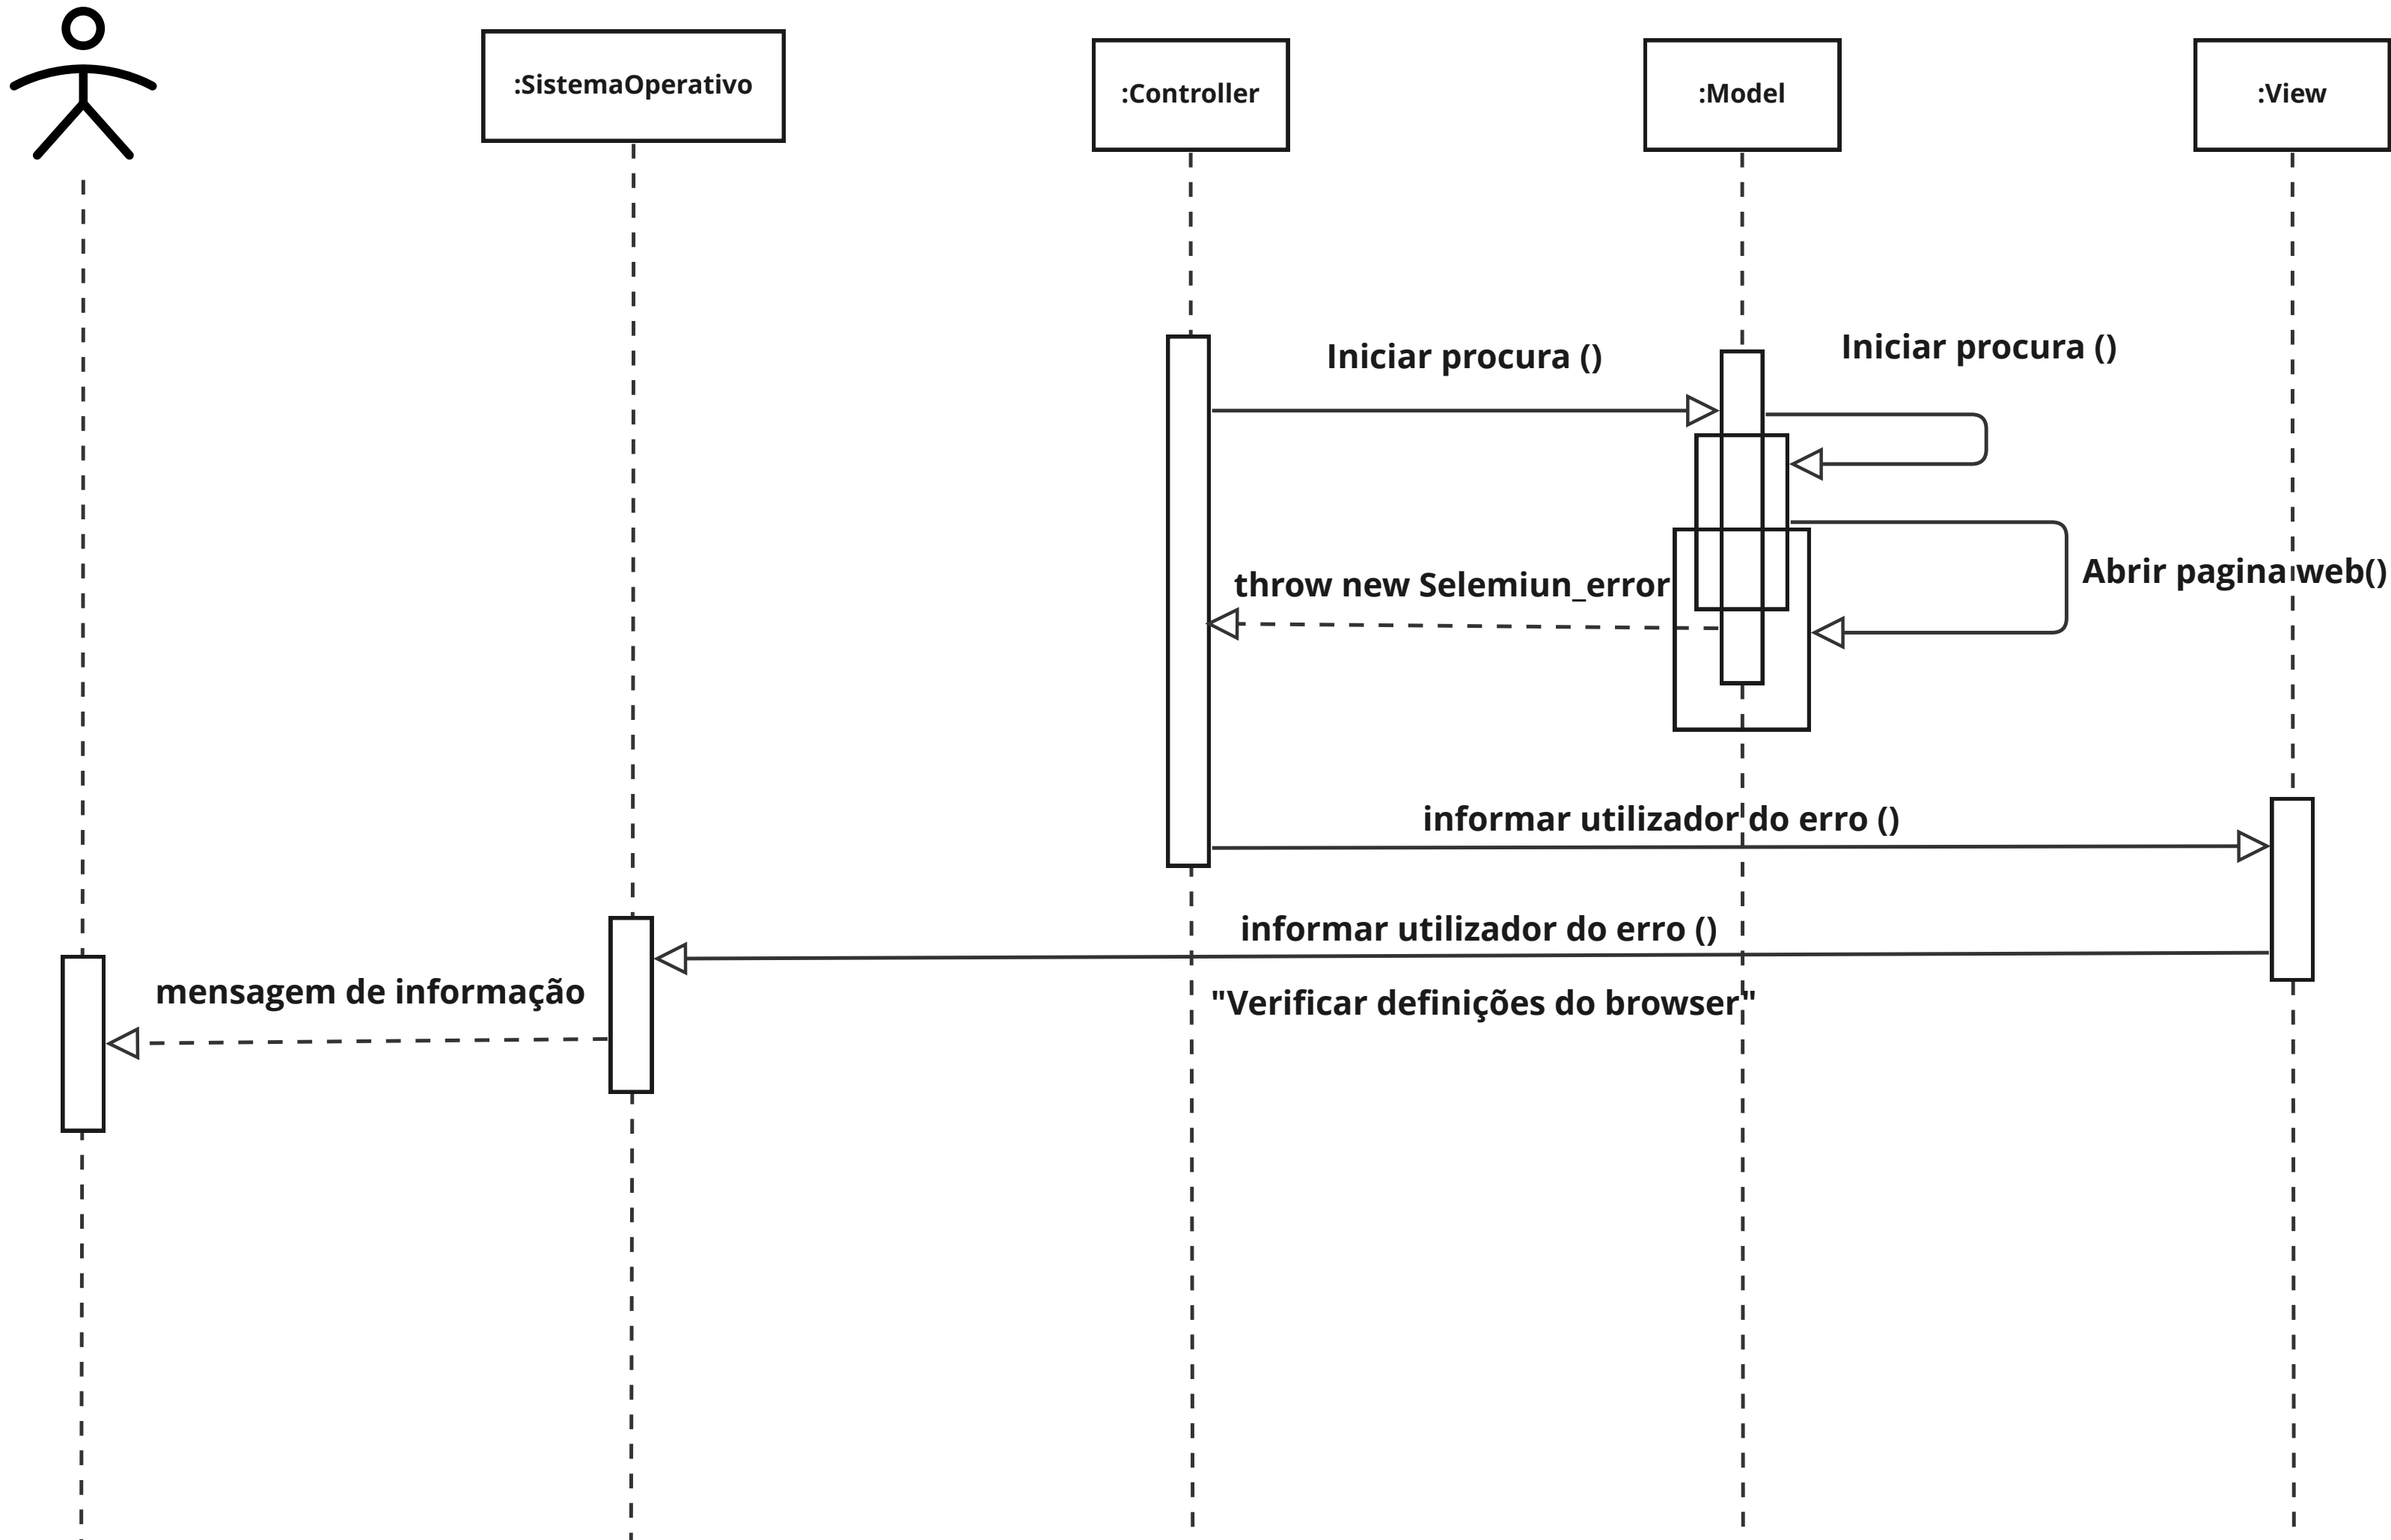 :SistemaOperativo
:Controller
:Model
:View
Iniciar procura ()
Iniciar procura ()
Abrir pagina web()
throw new Selemiun_error
informar utilizador do erro ()
informar utilizador do erro ()
"Verificar definições do browser"
mensagem de informação